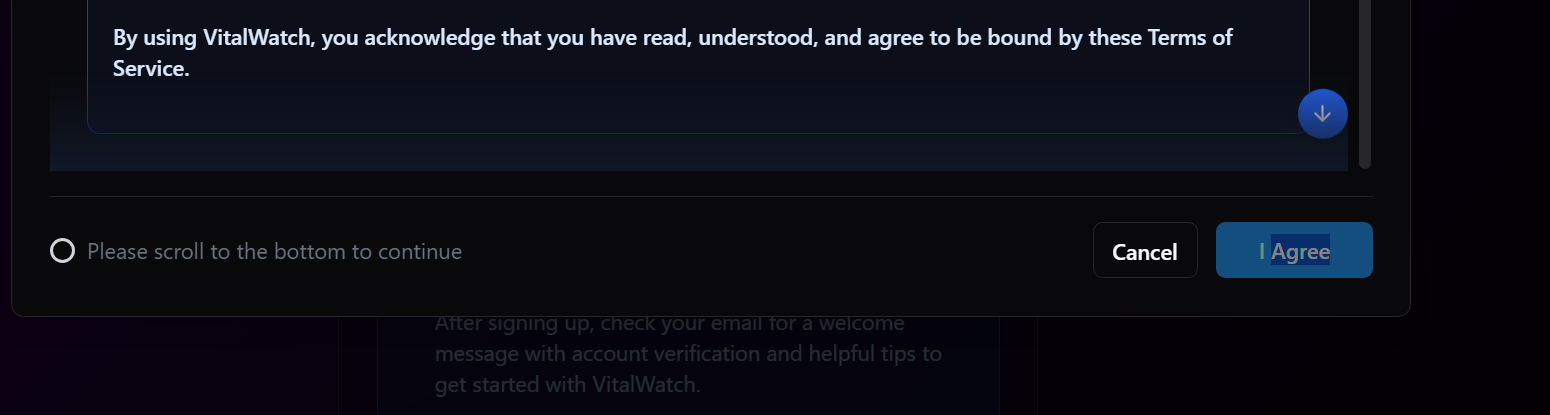 By using VitalWatch, you acknowledge that you have read, understood, and agree to be bound by these Terms of
Service.
Please scroll to the bottom to continue
Cancel
I Agree
After signing up, check your email for a welcome
message with account verification and helpful tips to
get started with VitalWatch.